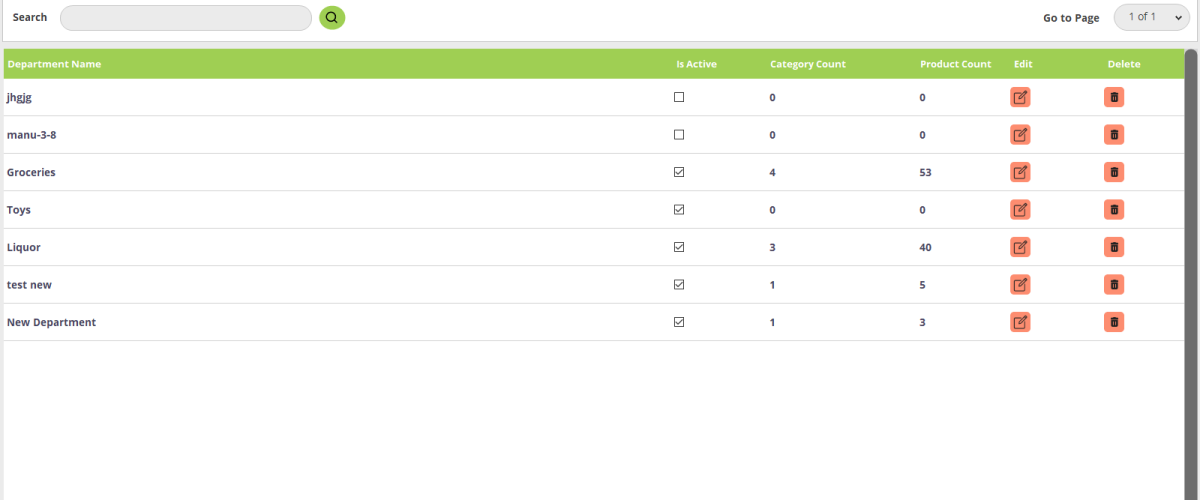 Search Go to Page 1 of 1
Department Name Is Active Category Count Product Count Edit Delete
jhgjg 0 0
manu-3-8 0 0
Groceries 4 53
Toys 0 0
Liquor 3 40
test new 1 5
New Department 1 3